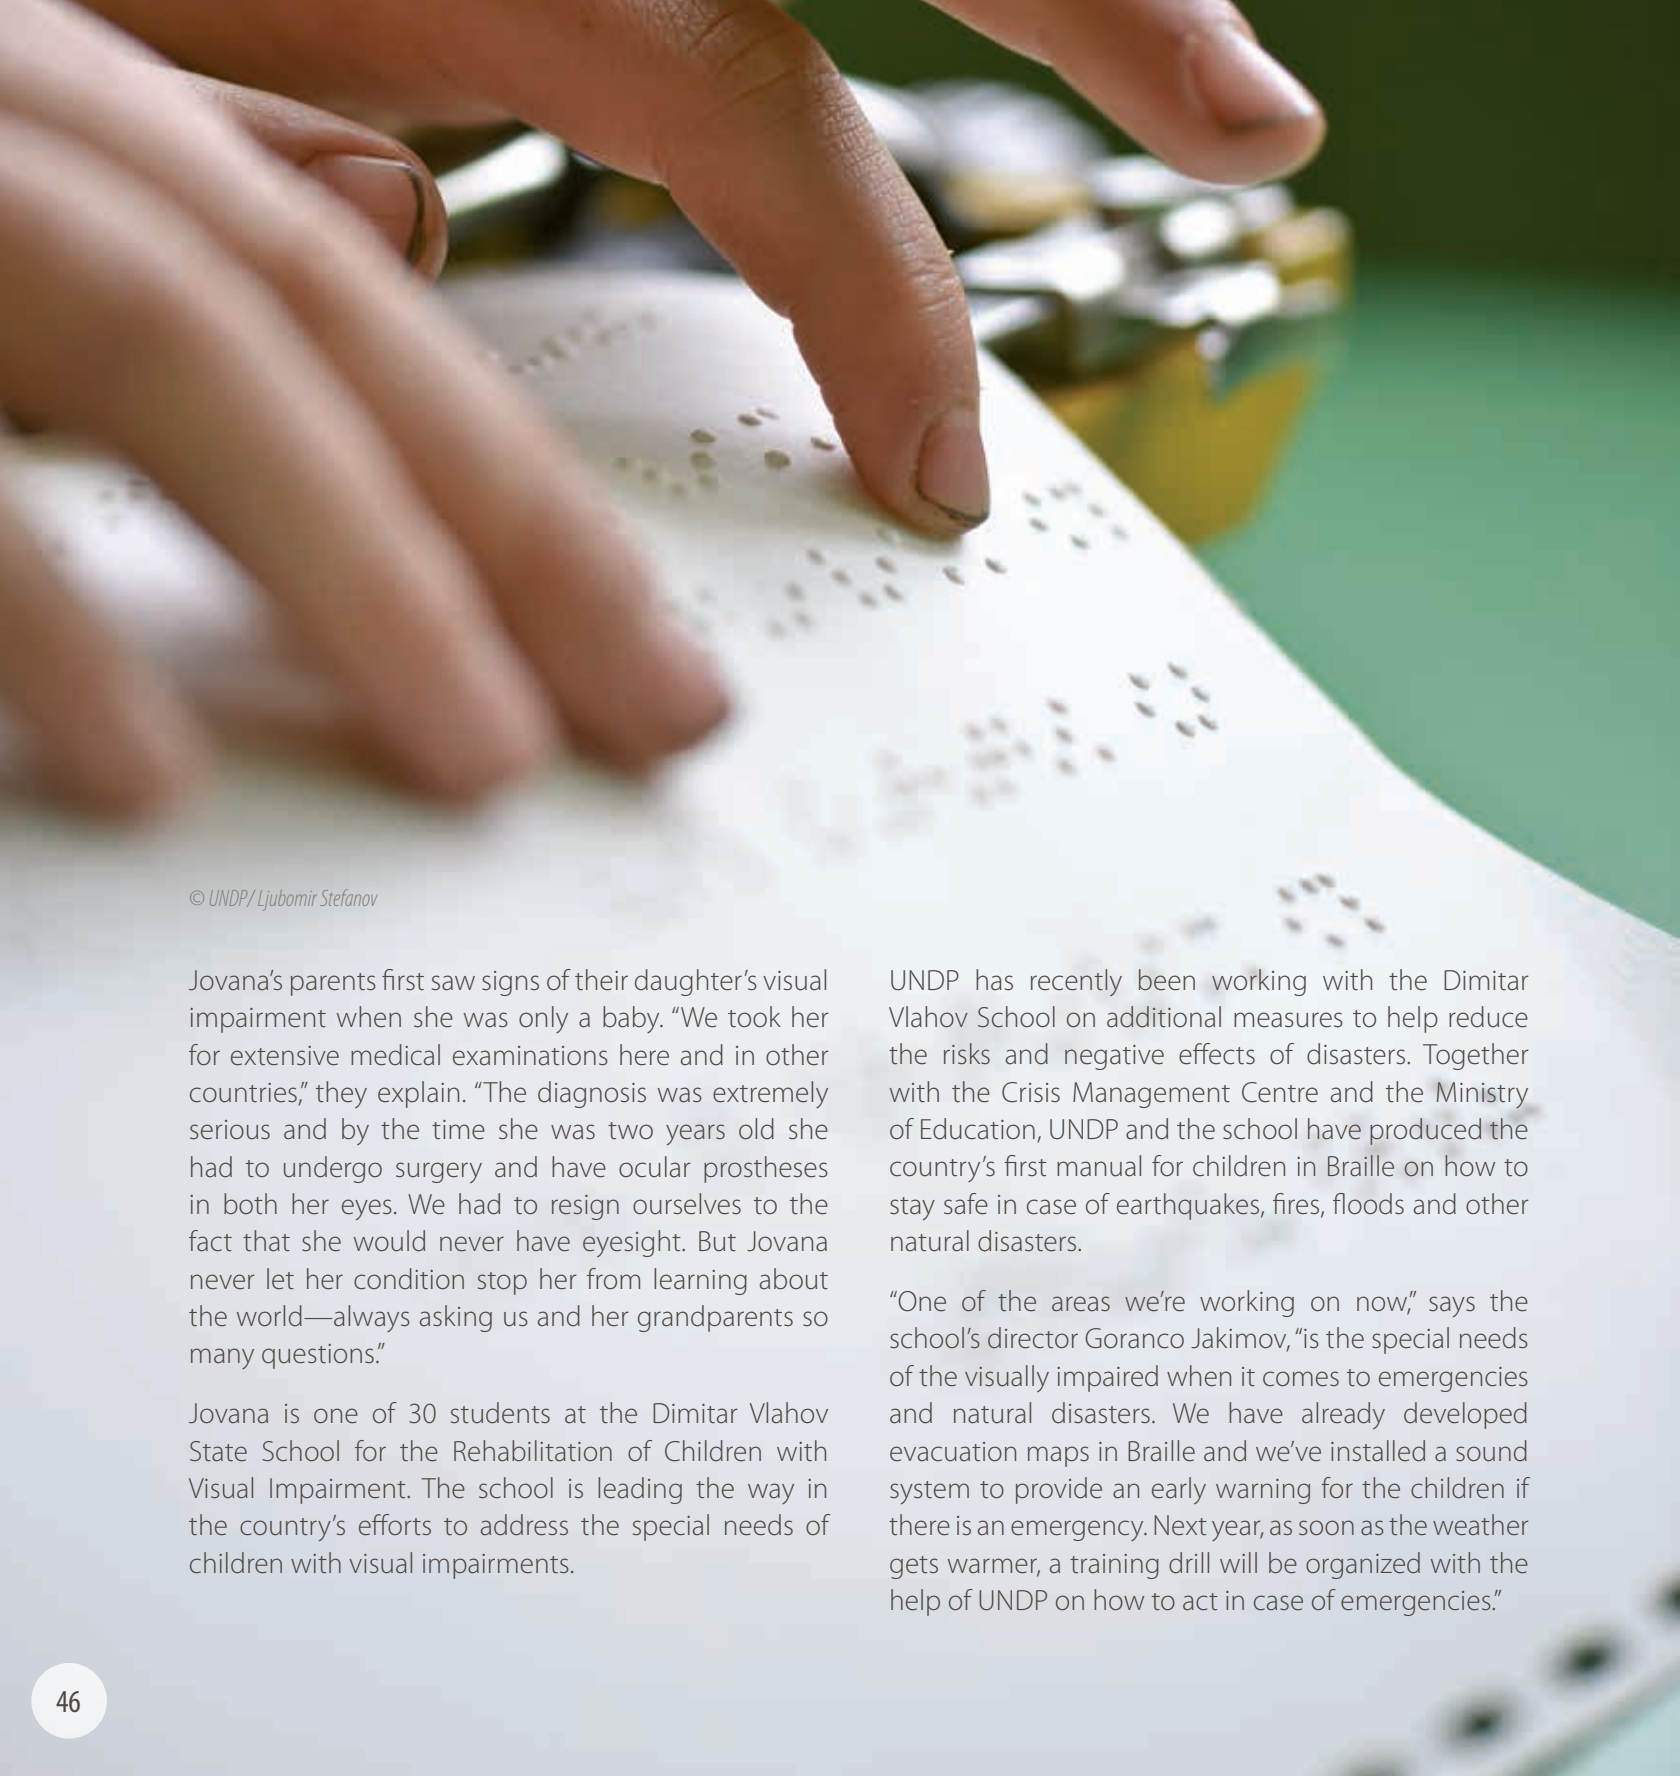 © UNDP/ Ljubomir Stefanov
Jovana’s parents first saw signs of their daughter’s visual
impairment when she was only a baby. “We took her
for extensive medical examinations here and in other
countries,” they explain. “The diagnosis was extremely
serious and by the time she was two years old she
had to undergo surgery and have ocular prostheses
in both her eyes. We had to resign ourselves to the
fact that she would never have eyesight. But Jovana
never let her condition stop her from learning about
the world—always asking us and her grandparents so
many questions.”
Jovana is one of 30 students at the Dimitar Vlahov
State School for the Rehabilitation of Children with
Visual Impairment. The school is leading the way in
the country’s efforts to address the special needs of
children with visual impairments.
UNDP has recently been working with the Dimitar
Vlahov School on additional measures to help reduce
the risks and negative effects of disasters. Together
with the Crisis Management Centre and the Ministry
of Education, UNDP and the school have produced the
country’s first manual for children in Braille on how to
stay safe in case of earthquakes, fires, floods and other
natural disasters.
“One of the areas we’re working on now,” says the
school’s director Goranco Jakimov, “is the special needs
of the visually impaired when it comes to emergencies
and natural disasters. We have already developed
evacuation maps in Braille and we’ve installed a sound
system to provide an early warning for the children if
there is an emergency. Next year, as soon as the weather
gets warmer, a training drill will be organized with the
help of UNDP on how to act in case of emergencies.”
46